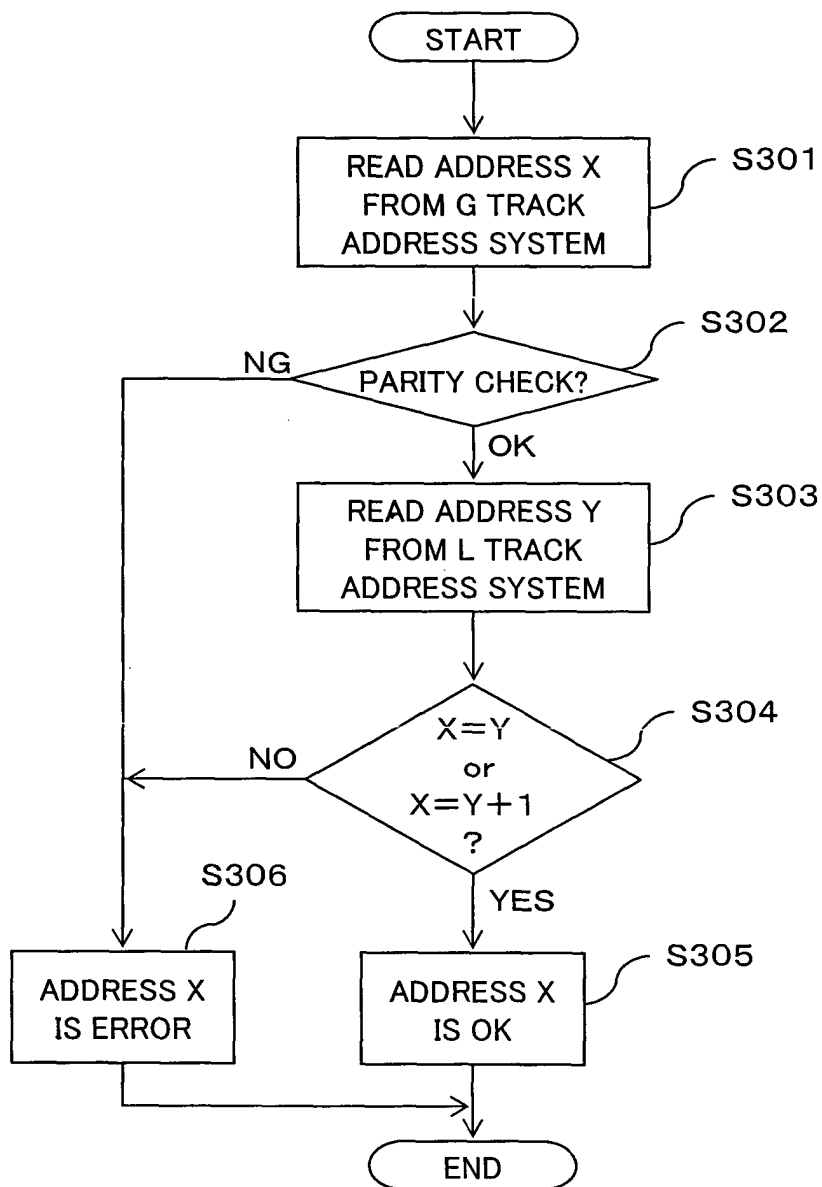 START
READ ADDRESS X
FROM G TRACK
ADDRESS SYSTEM
S301
S302
NG
PARITY CHECK?
OK
READ ADDRESS Y
FROM L TRACK
ADDRESS SYSTEM
S303
X=Y
or
X=Y+1
?
S304
NO
YES
S306
ADDRESS X
IS ERROR
ADDRESS X
IS OK
S305
END